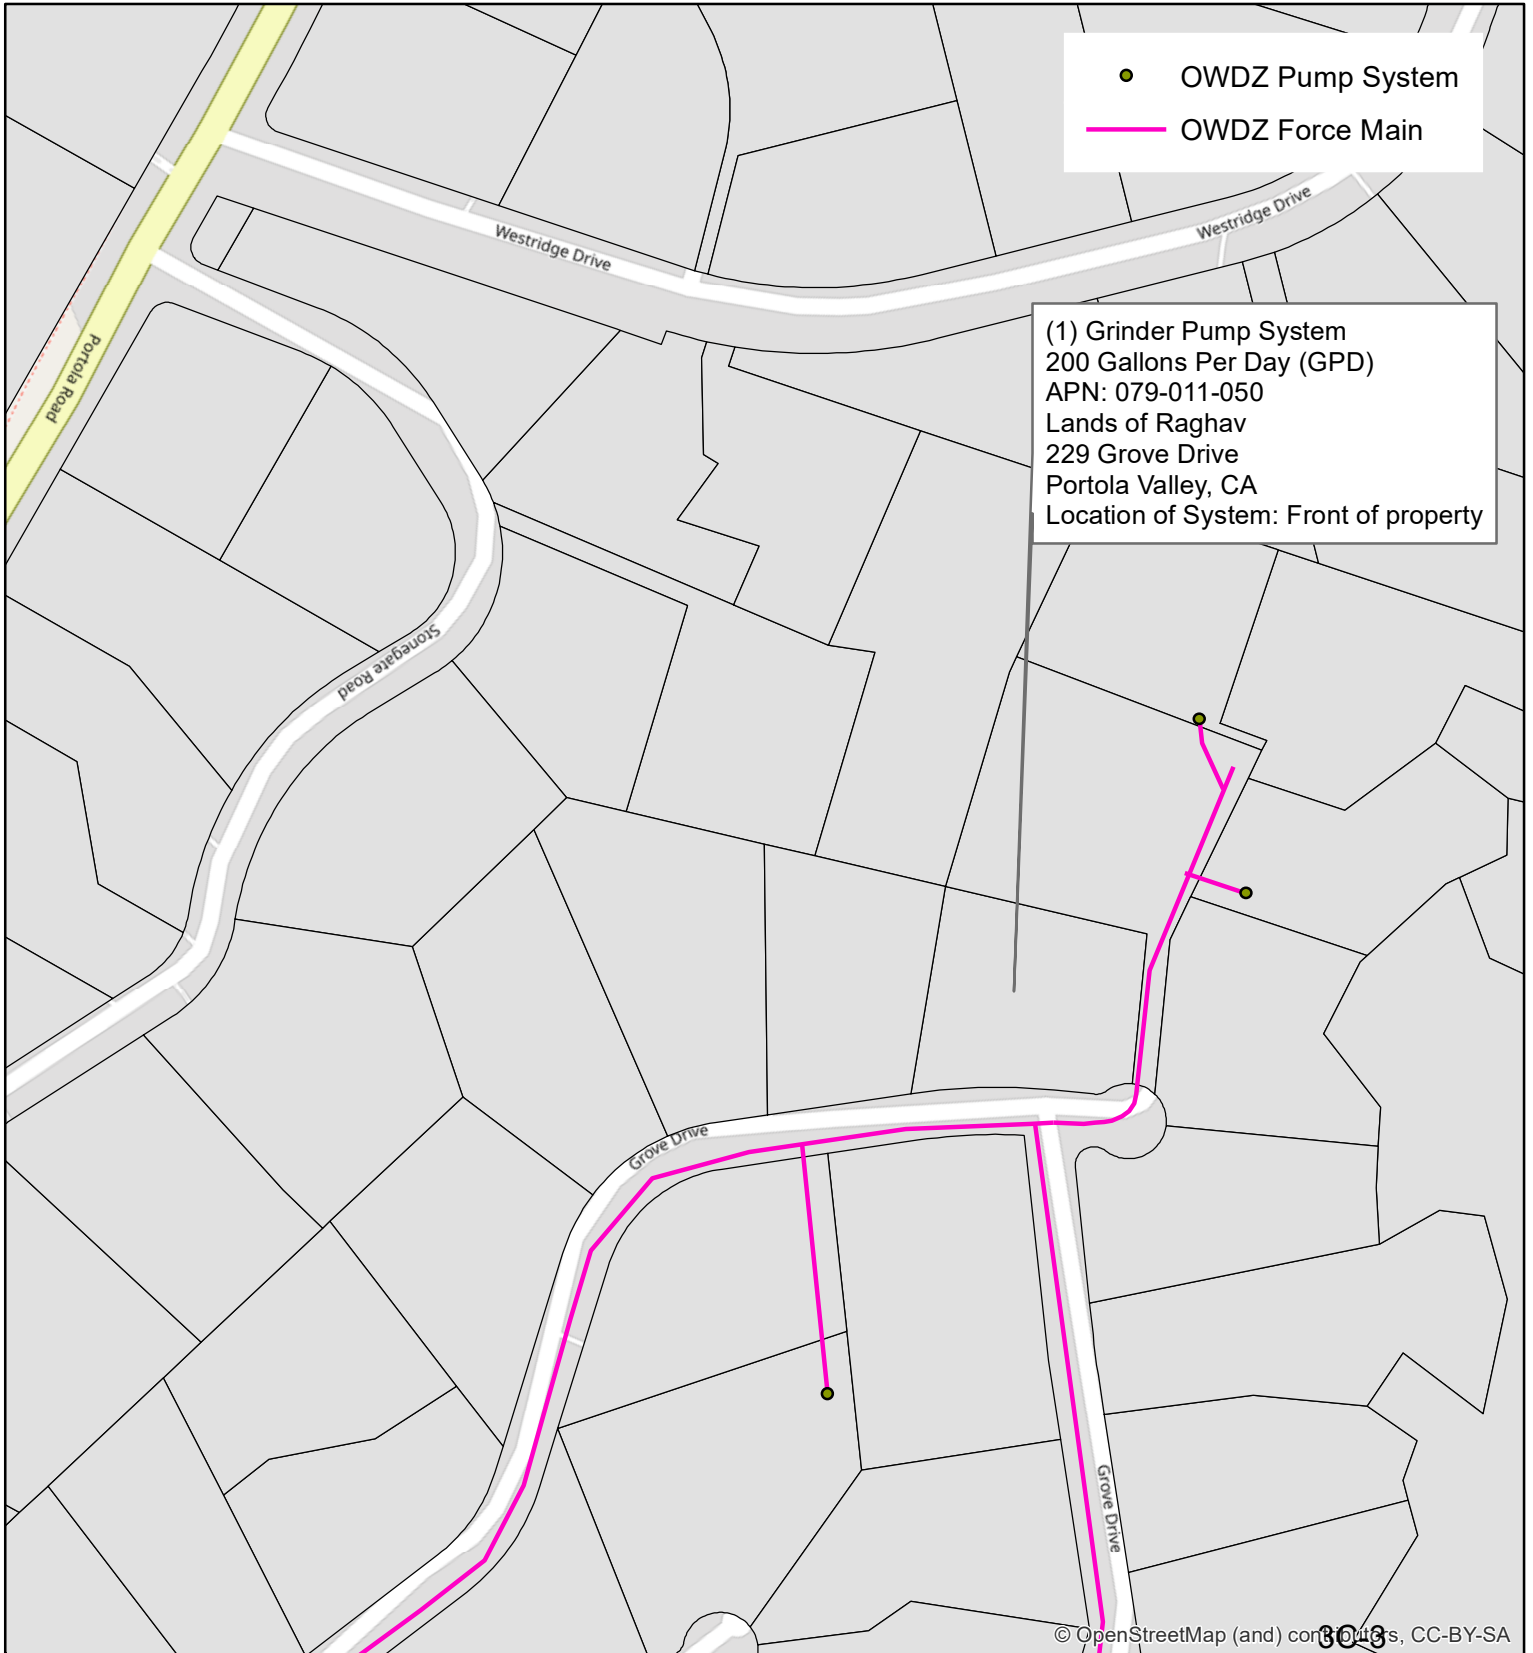 OWDZ Pump System
OWDZ Force Main
Westridge Drive
Westridge Drive
Portola Road
(1) Grinder Pump System
200 Gallons Per Day (GPD)
APN: 079-011-050
Lands of Raghav
229 Grove Drive
Portola Valley, CA
Location of System: Front of property
Stonegate Road
Grove Drive
Grove Drive
© OpenStreetMap (and) contributors, CC-BY-SA
3C-3